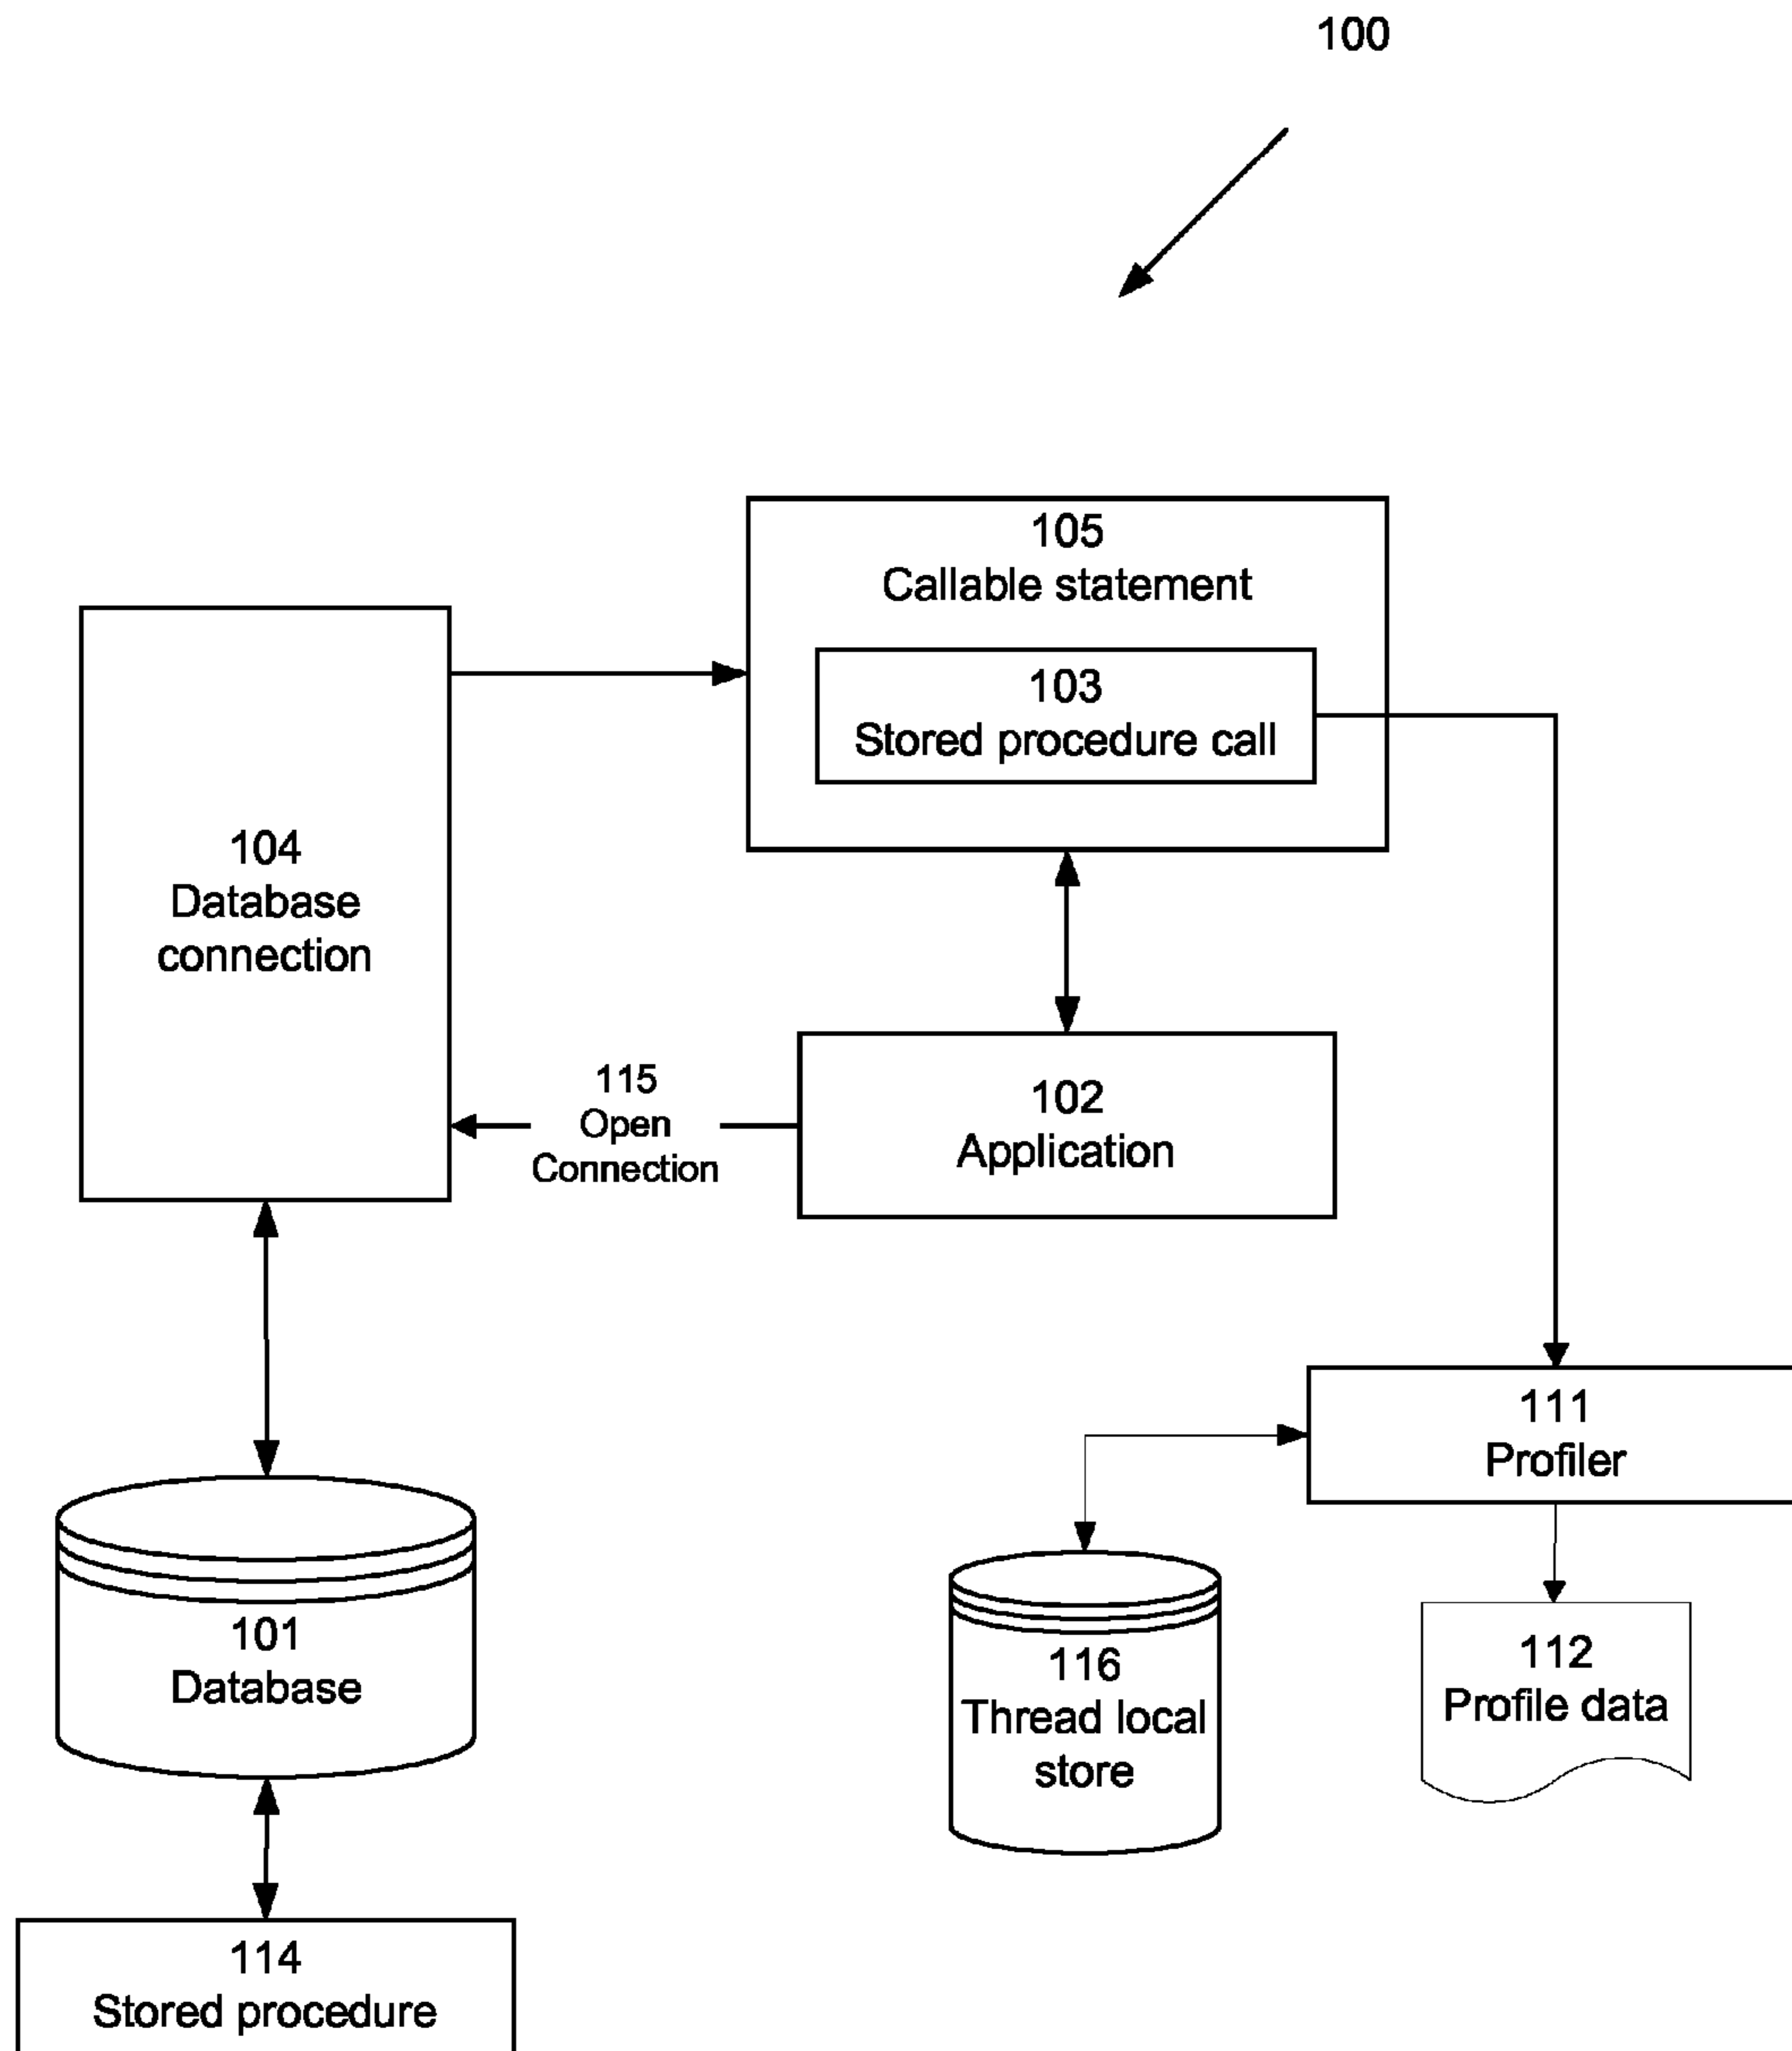 100
105
Callable statement
103
Stored procedure call
104
Database
connection
115
Open
Connection
102
Application
111
Profiler
101
Database
116
Thread local
store
112
Profile data
114
Stored procedure